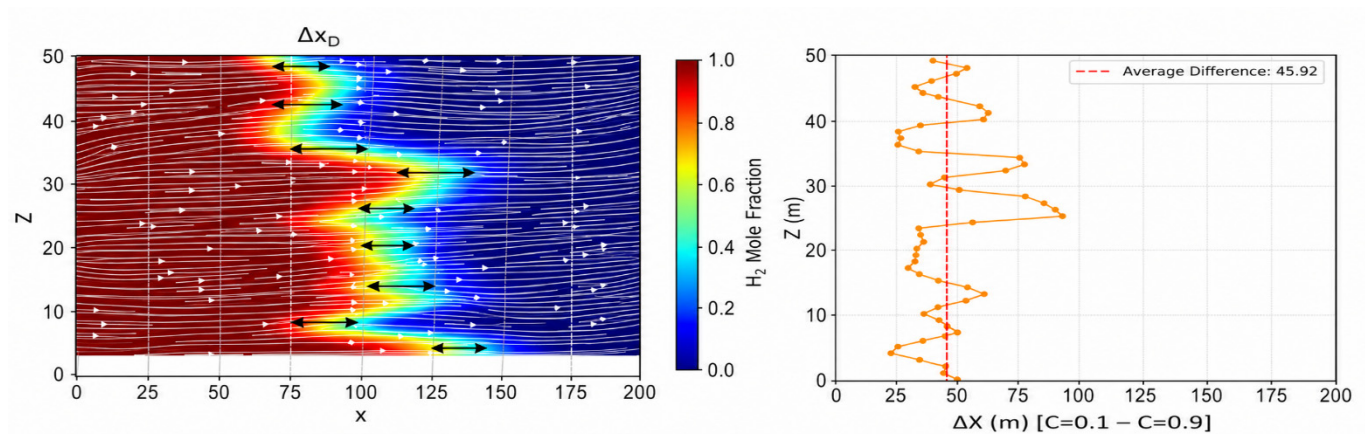 Δx_D
50
40
30
20
10
0
Z
0 25 50 75 100 125 150 175 200
x
1.0
0.8
0.6
0.4
0.2
0.0
H₂ Mole Fraction
Average Difference: 45.92
50
40
30
20
10
0
Z (m)
0 25 50 75 100 125 150 175 200
ΔX (m) [C=0.1 – C=0.9]